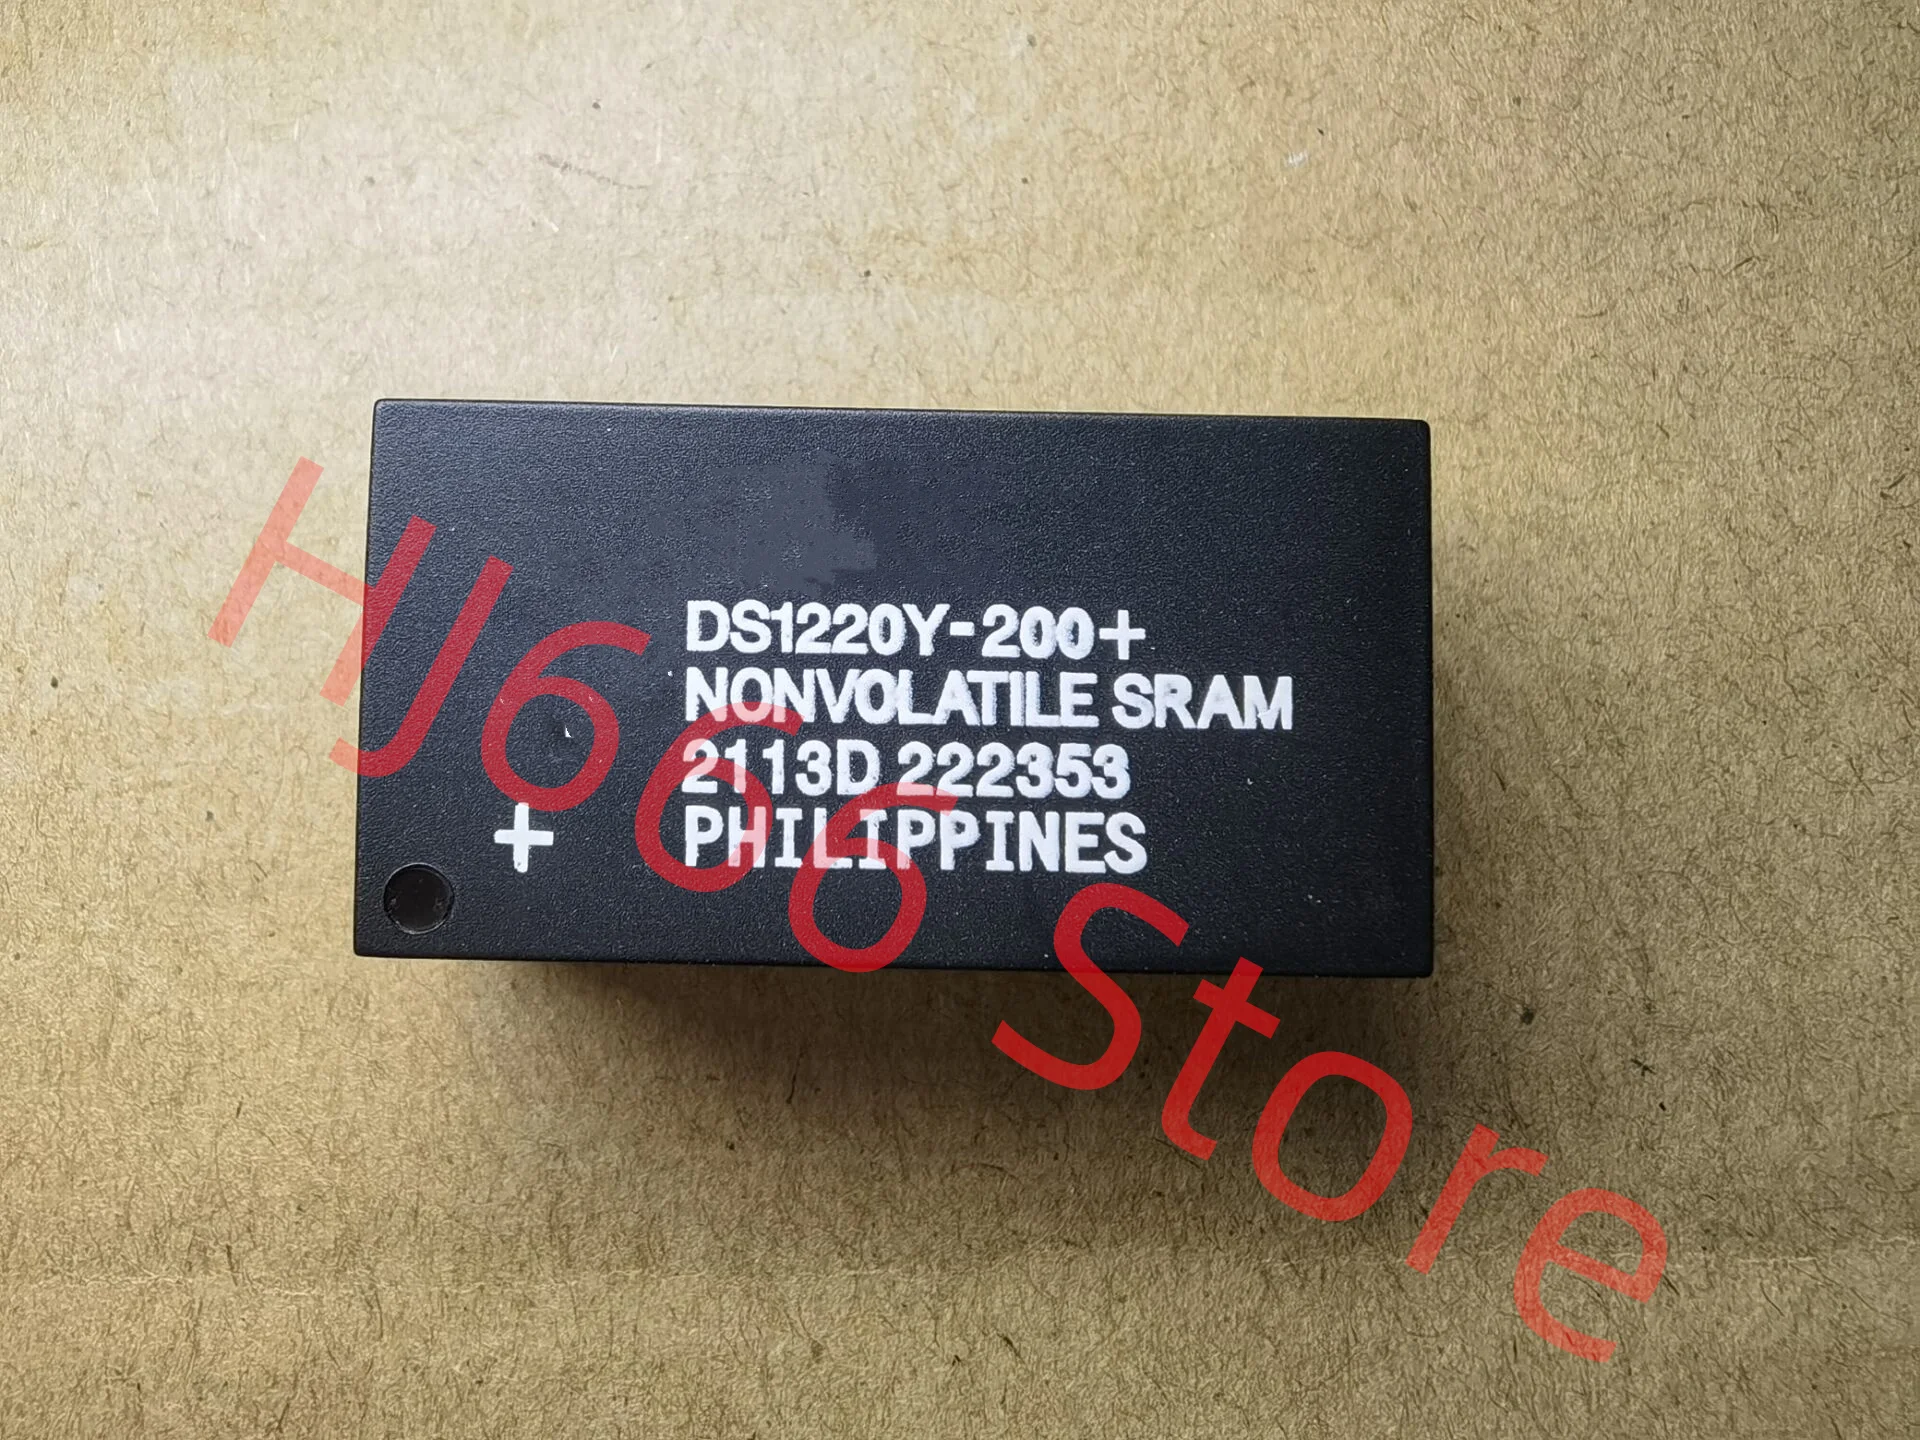 DS1220Y-200+
NONVOLATILE SRAM
2113D 222353
+ PHILIPPINES
HJ666 Store